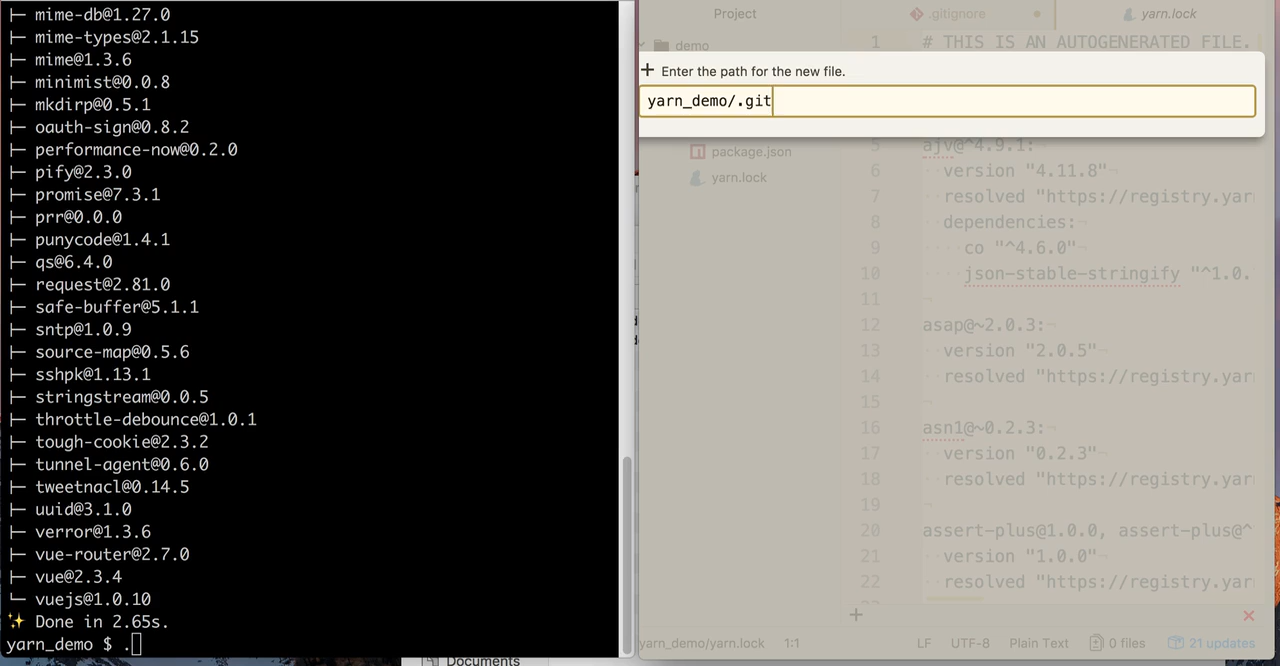 ├─ mime-db@1.27.0
├─ mime-types@2.1.15
├─ mime@1.3.6
├─ minimist@0.0.8
├─ mkdirp@0.5.1
├─ oauth-sign@0.8.2
├─ performance-now@0.2.0
├─ pify@2.3.0
├─ promise@7.3.1
├─ prr@0.0.0
├─ punycode@1.4.1
├─ qs@6.4.0
├─ request@2.81.0
├─ safe-buffer@5.1.1
├─ sntp@1.0.9
├─ source-map@0.5.6
├─ sshpk@1.13.1
├─ stringstream@0.0.5
├─ throttle-debounce@1.0.1
├─ tough-cookie@2.3.2
├─ tunnel-agent@0.6.0
├─ tweetnacl@0.14.5
├─ uuid@3.1.0
├─ verror@1.3.6
├─ vue-router@2.7.0
├─ vue@2.3.4
└─ vuejs@1.0.10
✨ Done in 2.65s.
yarn_demo $ .
Documents
Project
demo
package.json
yarn.lock
.gitignore
yarn.lock
+ Enter the path for the new file.
yarn_demo/.git
1 # THIS IS AN AUTOGENERATED FILE.
5 ajv@^4.9.1:
6 version "4.11.8"
7 resolved "https://registry.yar
8 dependencies:
9 co "^4.6.0"
10 json-stable-stringify "^1.0.
11
12 asap@~2.0.3:
13 version "2.0.5"
14 resolved "https://registry.yar
15
16 asn1@~0.2.3:
17 version "0.2.3"
18 resolved "https://registry.yar
19
20 assert-plus@1.0.0, assert-plus@^
21 version "1.0.0"
22 resolved "https://registry.yar
+
yarn_demo/yarn.lock 1:1 LF UTF-8 Plain Text 0 files 21 updates